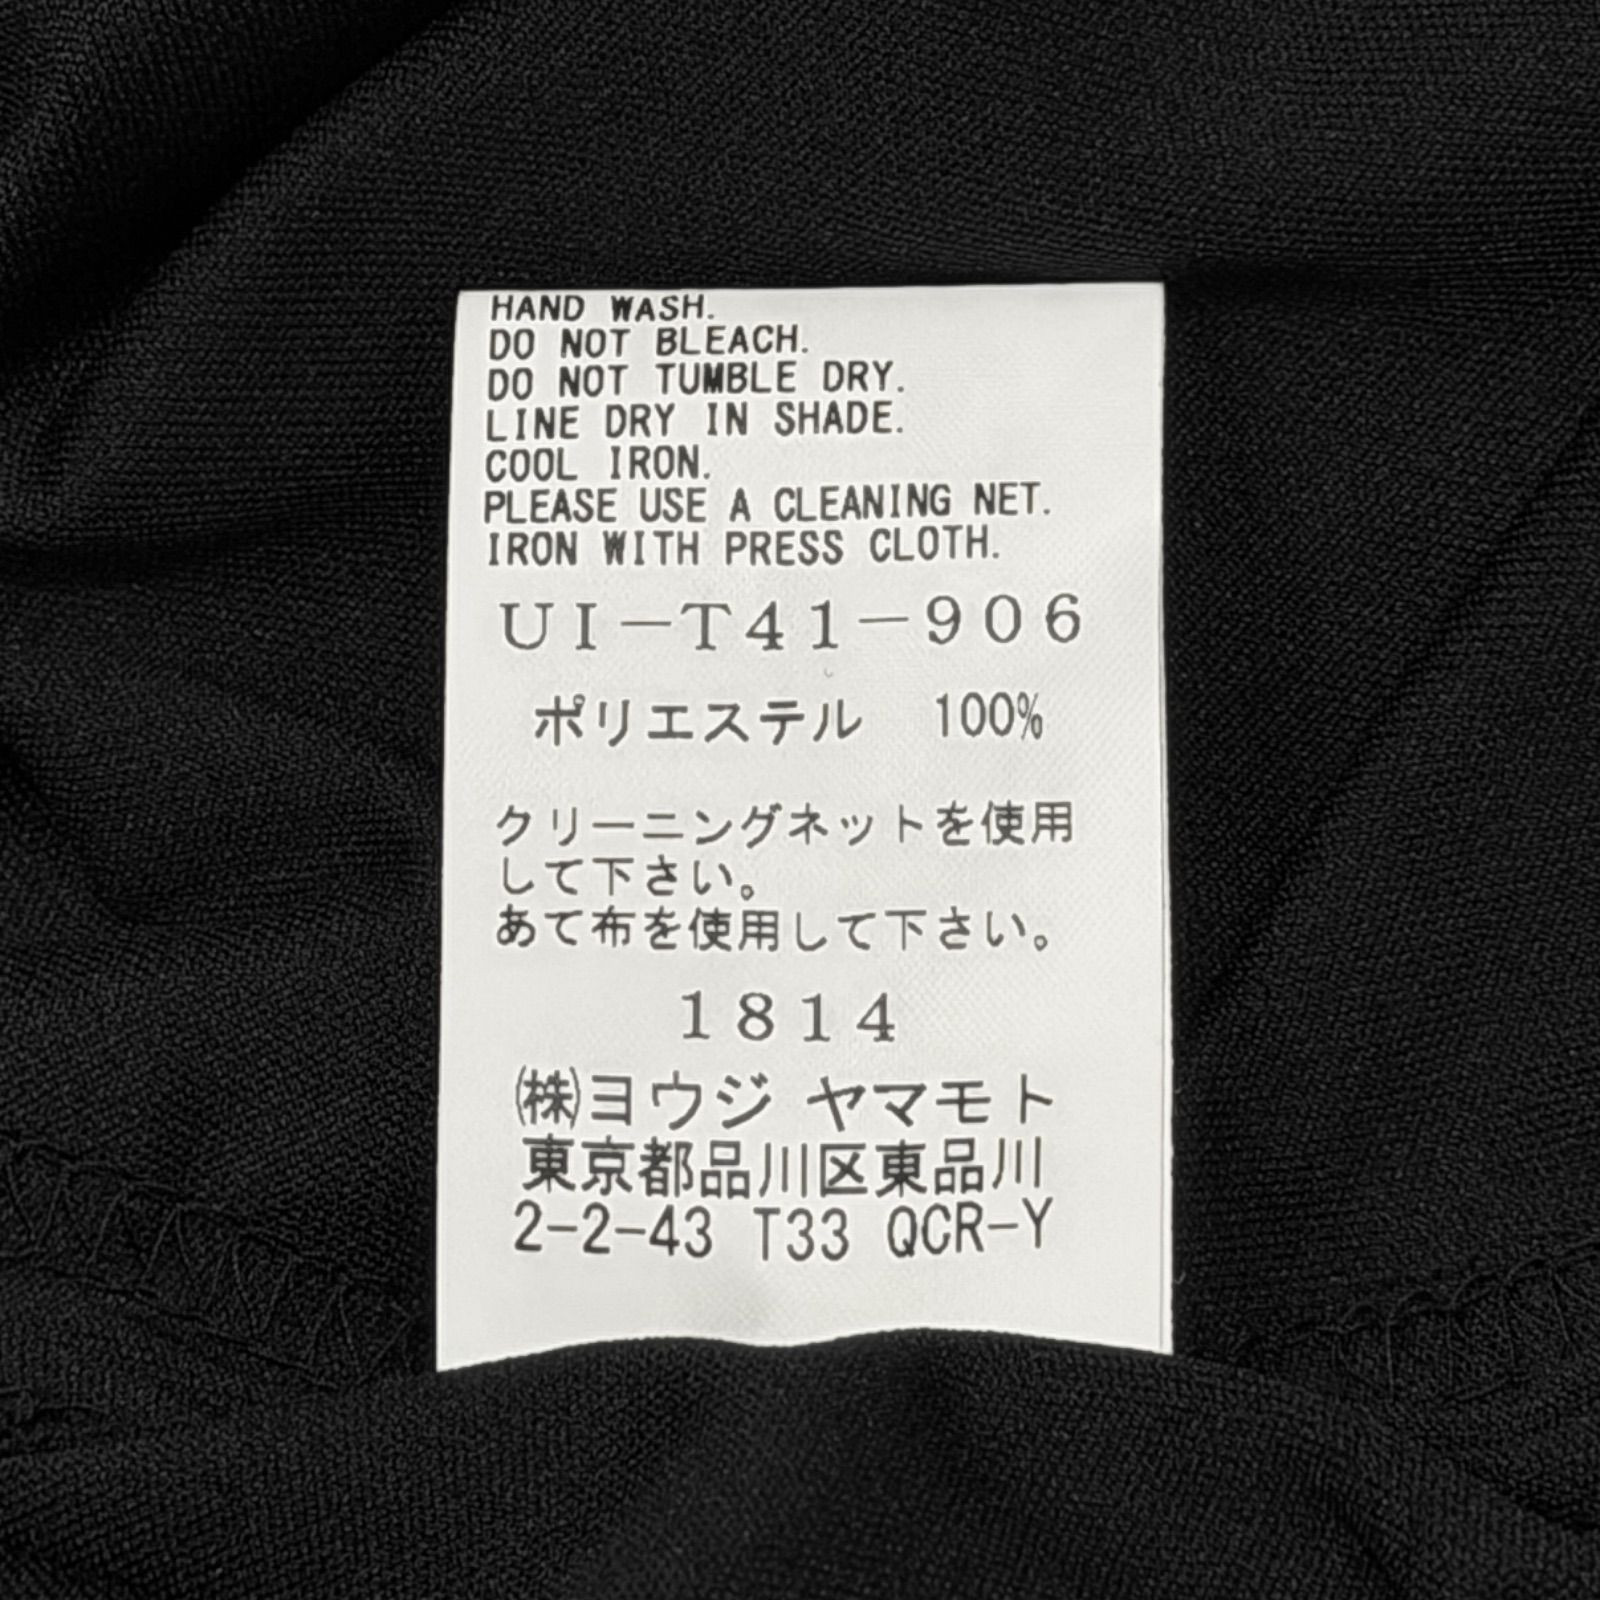 HAND WASH.
DO NOT BLEACH.
DO NOT TUMBLE DRY.
LINE DRY IN SHADE.
COOL IRON.
PLEASE USE A CLEANING NET.
IRON WITH PRESS CLOTH.
UI-T41-906
ポリエステル 100%
クリーニングネットを使用
して下さい。
あて布を使用して下さい。
1814
㈱ヨウジ ヤマモト
東京都品川区東品川
2-2-43 T33 QCR-Y